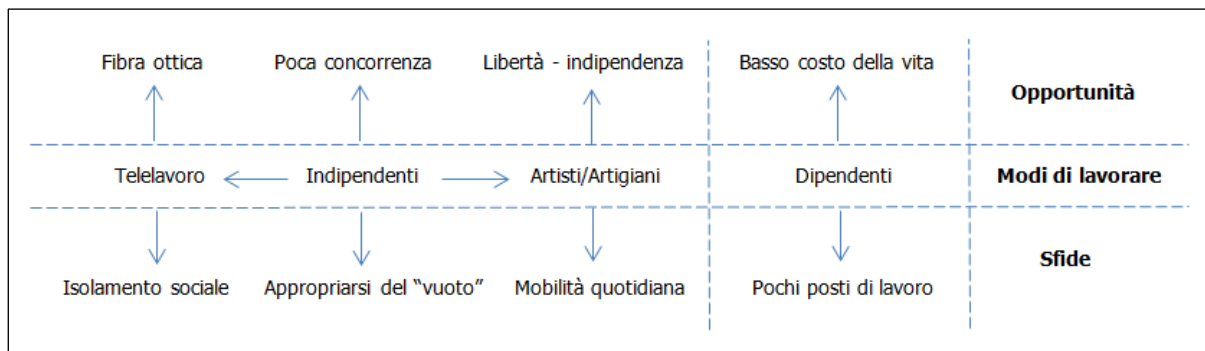 Fibra ottica Poca concorrenza Libertà - indipendenza Basso costo della vita
Opportunità
Telelavoro Indipendenti Artisti/Artigiani Dipendenti Modi di lavorare
Sfide
Isolamento sociale Appropriarsi del “vuoto” Mobilità quotidiana Pochi posti di lavoro